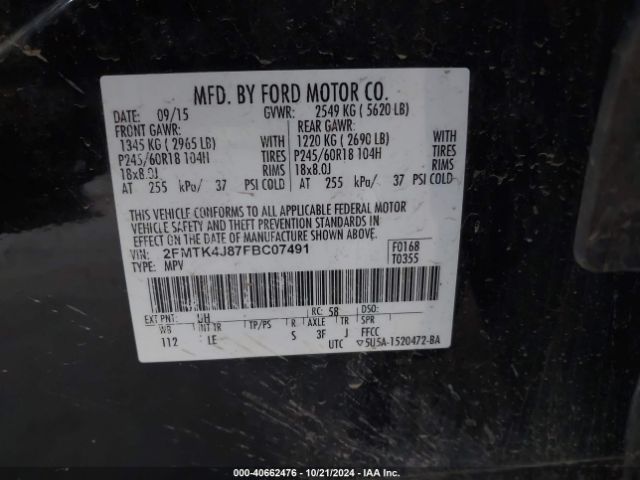 MFD. BY FORD MOTOR CO.
DATE: 09/15 GVWR: 2549 KG ( 5620 LB)
FRONT GAWR: REAR GAWR:
1345 KG ( 2965 LB) WITH 1220 KG ( 2690 LB) WITH
P245/60R18 104H TIRES P245/60R18 104H TIRES
18x8.0J RIMS 18x8.0J RIMS
AT 255 kPa/ 37 PSI COLD AT 255 kPa/ 37 PSI COLD
THIS VEHICLE CONFORMS TO ALL APPLICABLE FEDERAL MOTOR
VEHICLE SAFETY AND THEFT PREVENTION STANDARDS IN
EFFECT ON THE DATE OF MANUFACTURE SHOWN ABOVE.
VIN: 2FMTK4J87FBC07491 F0168
TYPE: MPV T0355
EXT PNT: UH RC: 58 DSO:
WB INT TR TP/PS R AXLE TR SPR
112 LE S 3F J FFCC
UTC ▽5U5A-1520472-BA
000-40662476 - 10/21/2024 - IAA Inc.